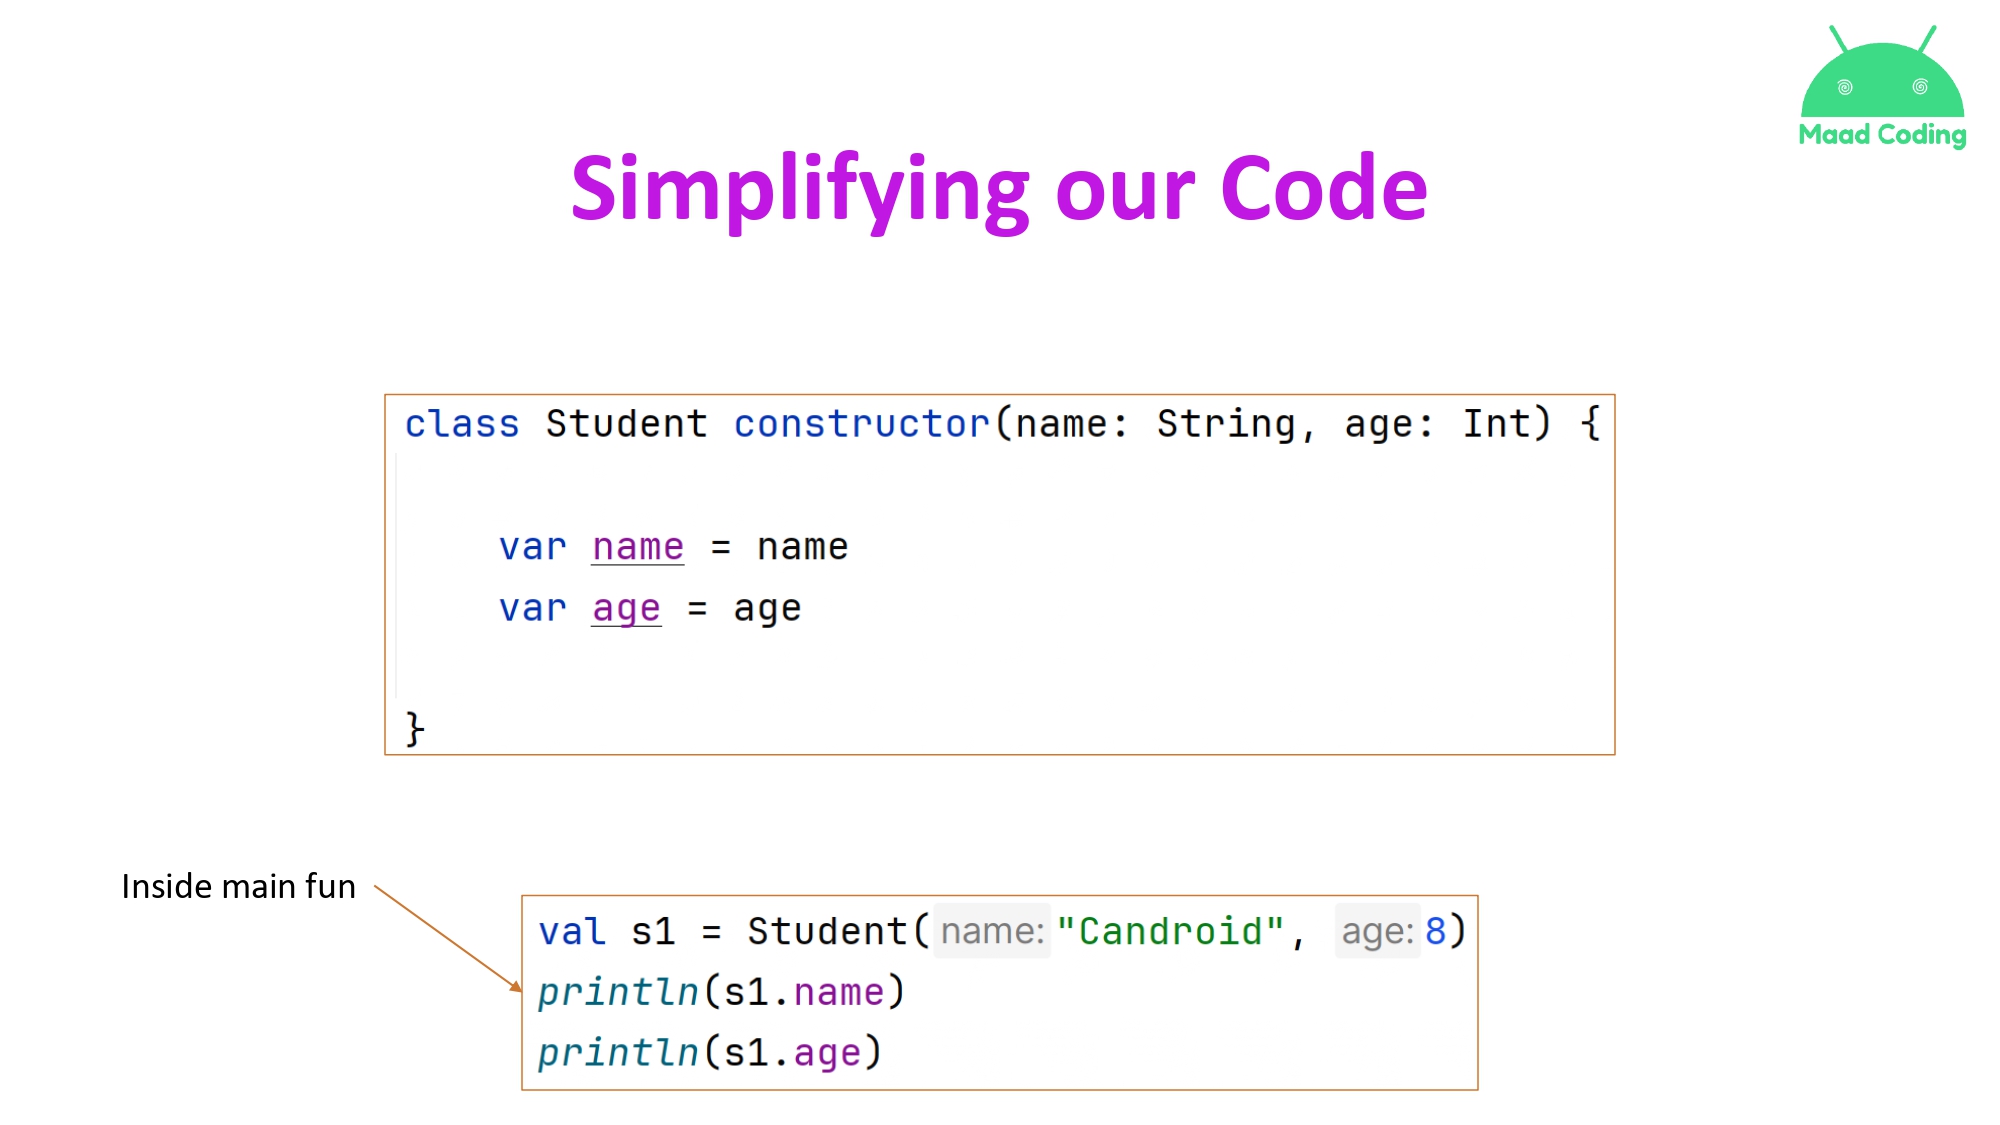 Maad Coding
Simplifying our Code
class Student constructor(name: String, age: Int) {
var name = name
var age = age
}
Inside main fun
val s1 = Student( name: "Candroid", age: 8)
println(s1.name)
println(s1.age)